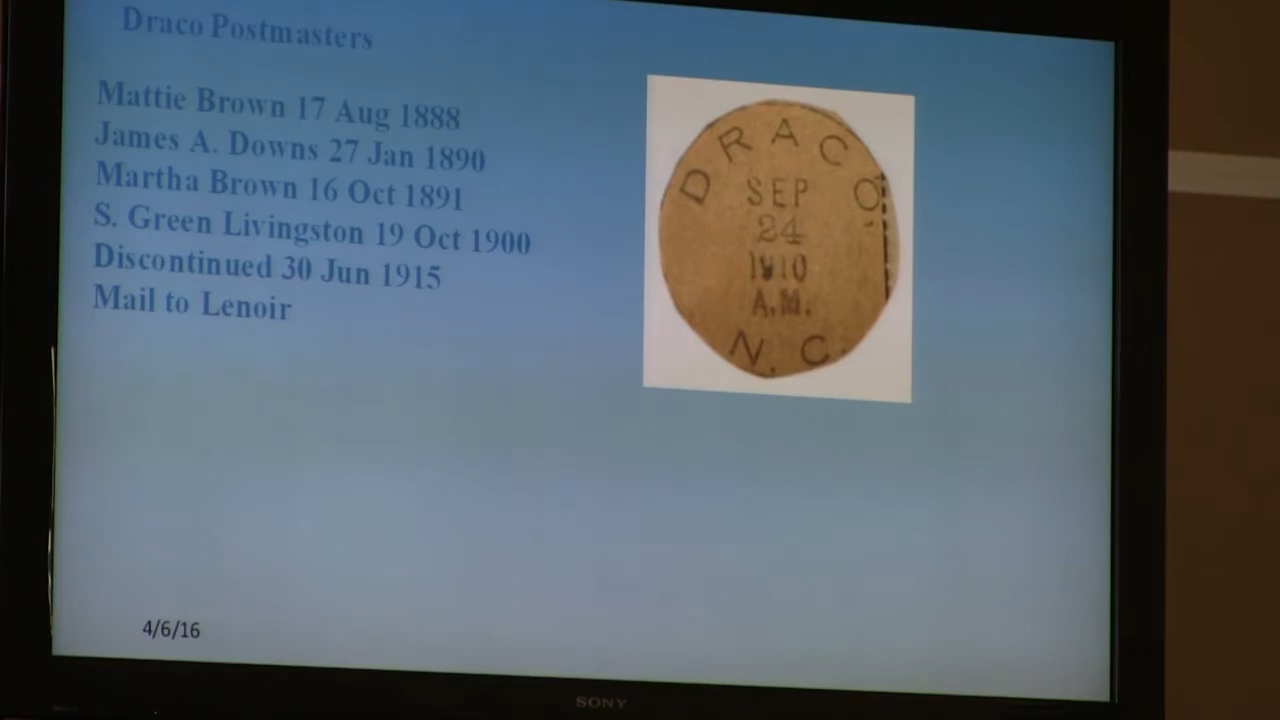 Draco Postmasters
Mattie Brown 17 Aug 1888
James A. Downs 27 Jan 1890
Martha Brown 16 Oct 1891
S. Green Livingston 19 Oct 1900
Discontinued 30 Jun 1915
Mail to Lenoir
DRACO
SEP
24
1910
A.M.
N. C.
4/6/16
SONY